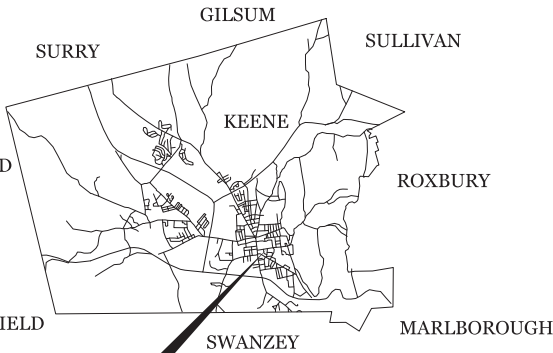 GILSUM
SULLIVAN
SURRY
KEENE
D
ROXBURY
IELD
SWANZEY
MARLBOROUGH